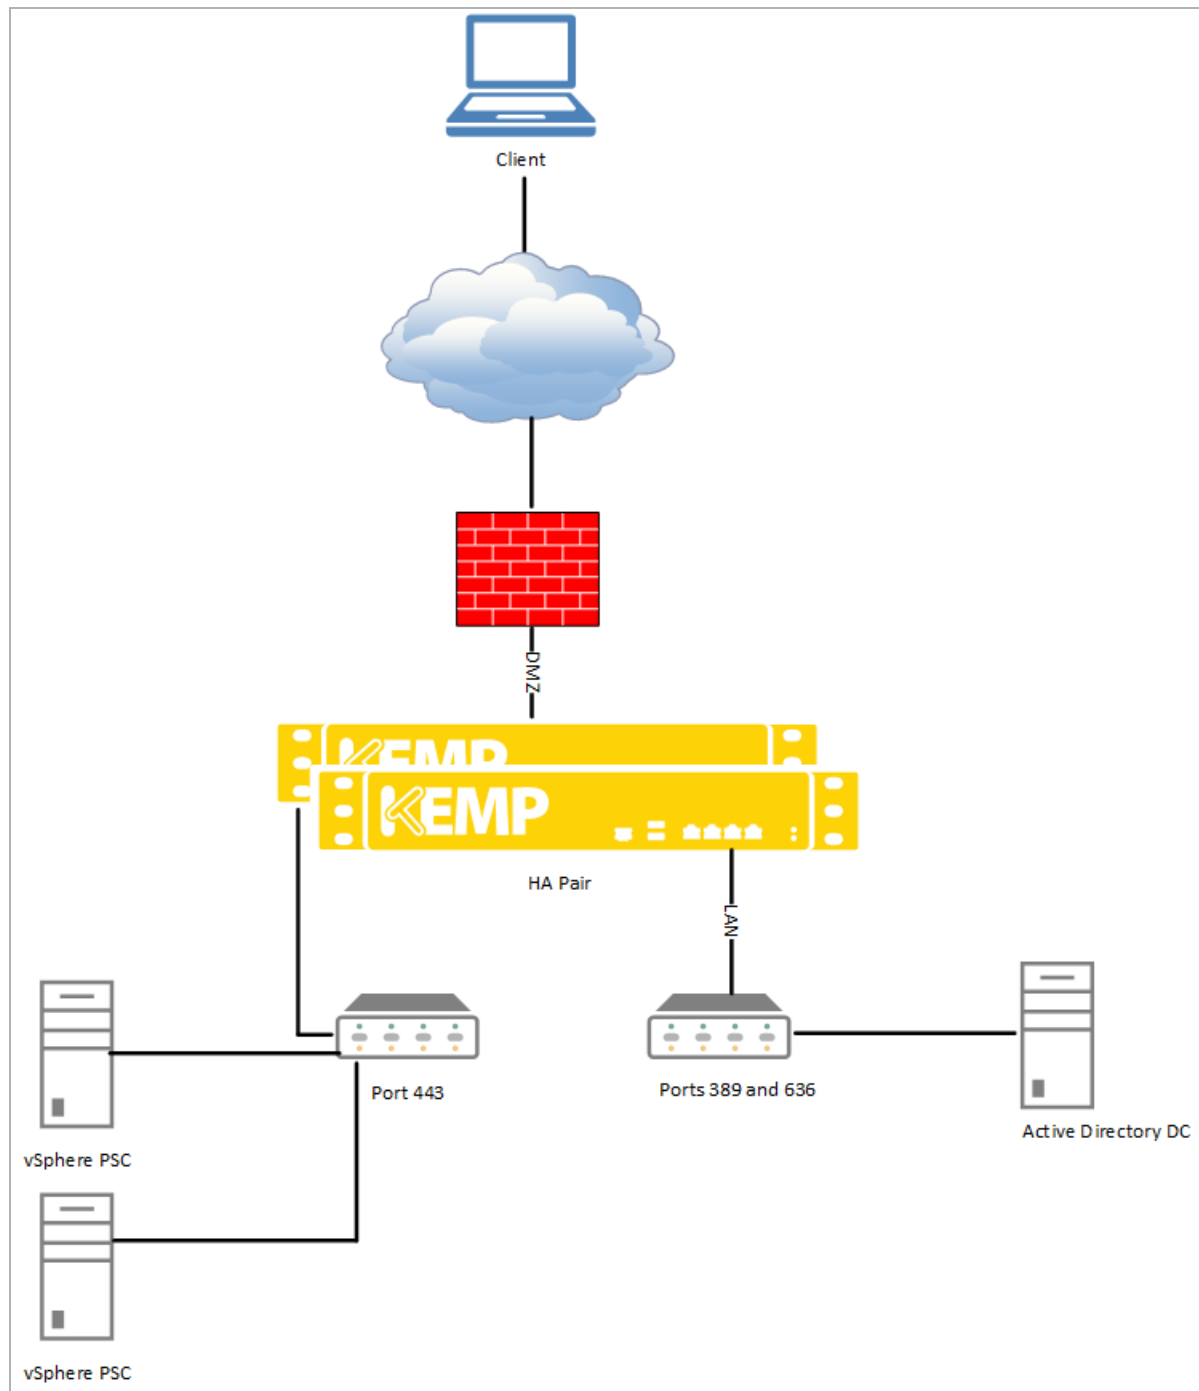 Client
DMZ
KEMP
KEMP
HA Pair
LAN
Port 443
Ports 389 and 636
Active Directory DC
vSphere PSC
vSphere PSC